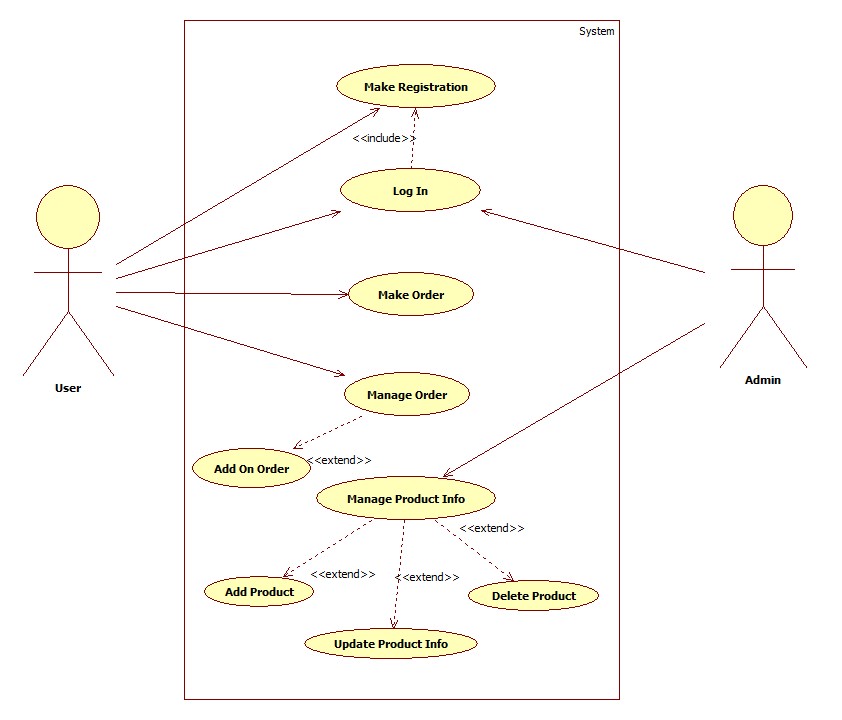 System
Make Registration
<<include>>
Log In
Make Order
User
Admin
Manage Order
Add On Order
<<extend>>
Manage Product Info
<<extend>>
Add Product
<<extend>>
<<extend>>
Delete Product
Update Product Info